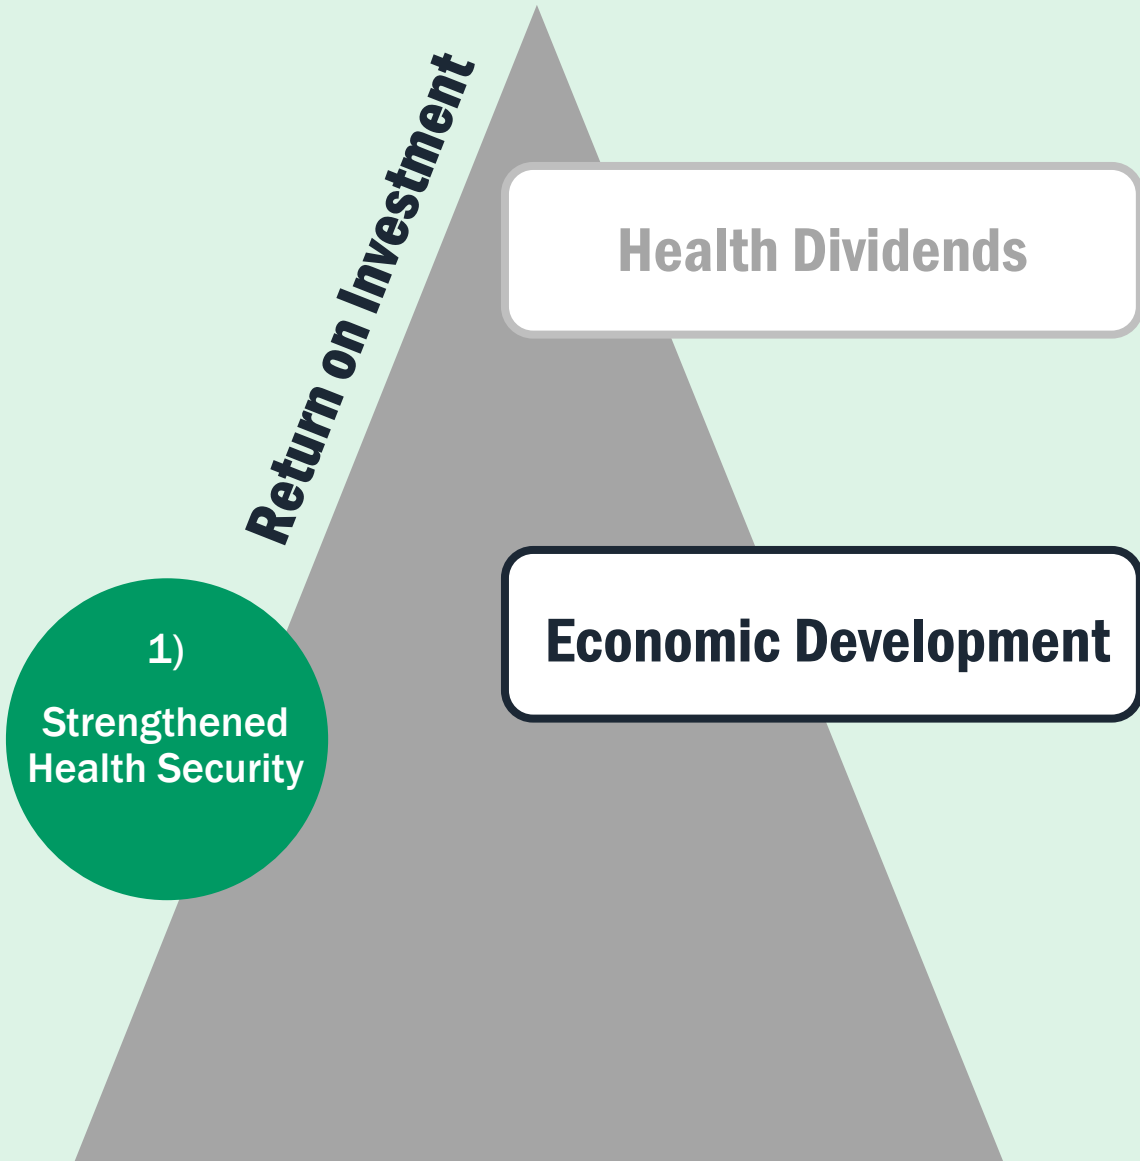 Return on Investment
Health Dividends
Economic Development
1)
Strengthened
Health Security